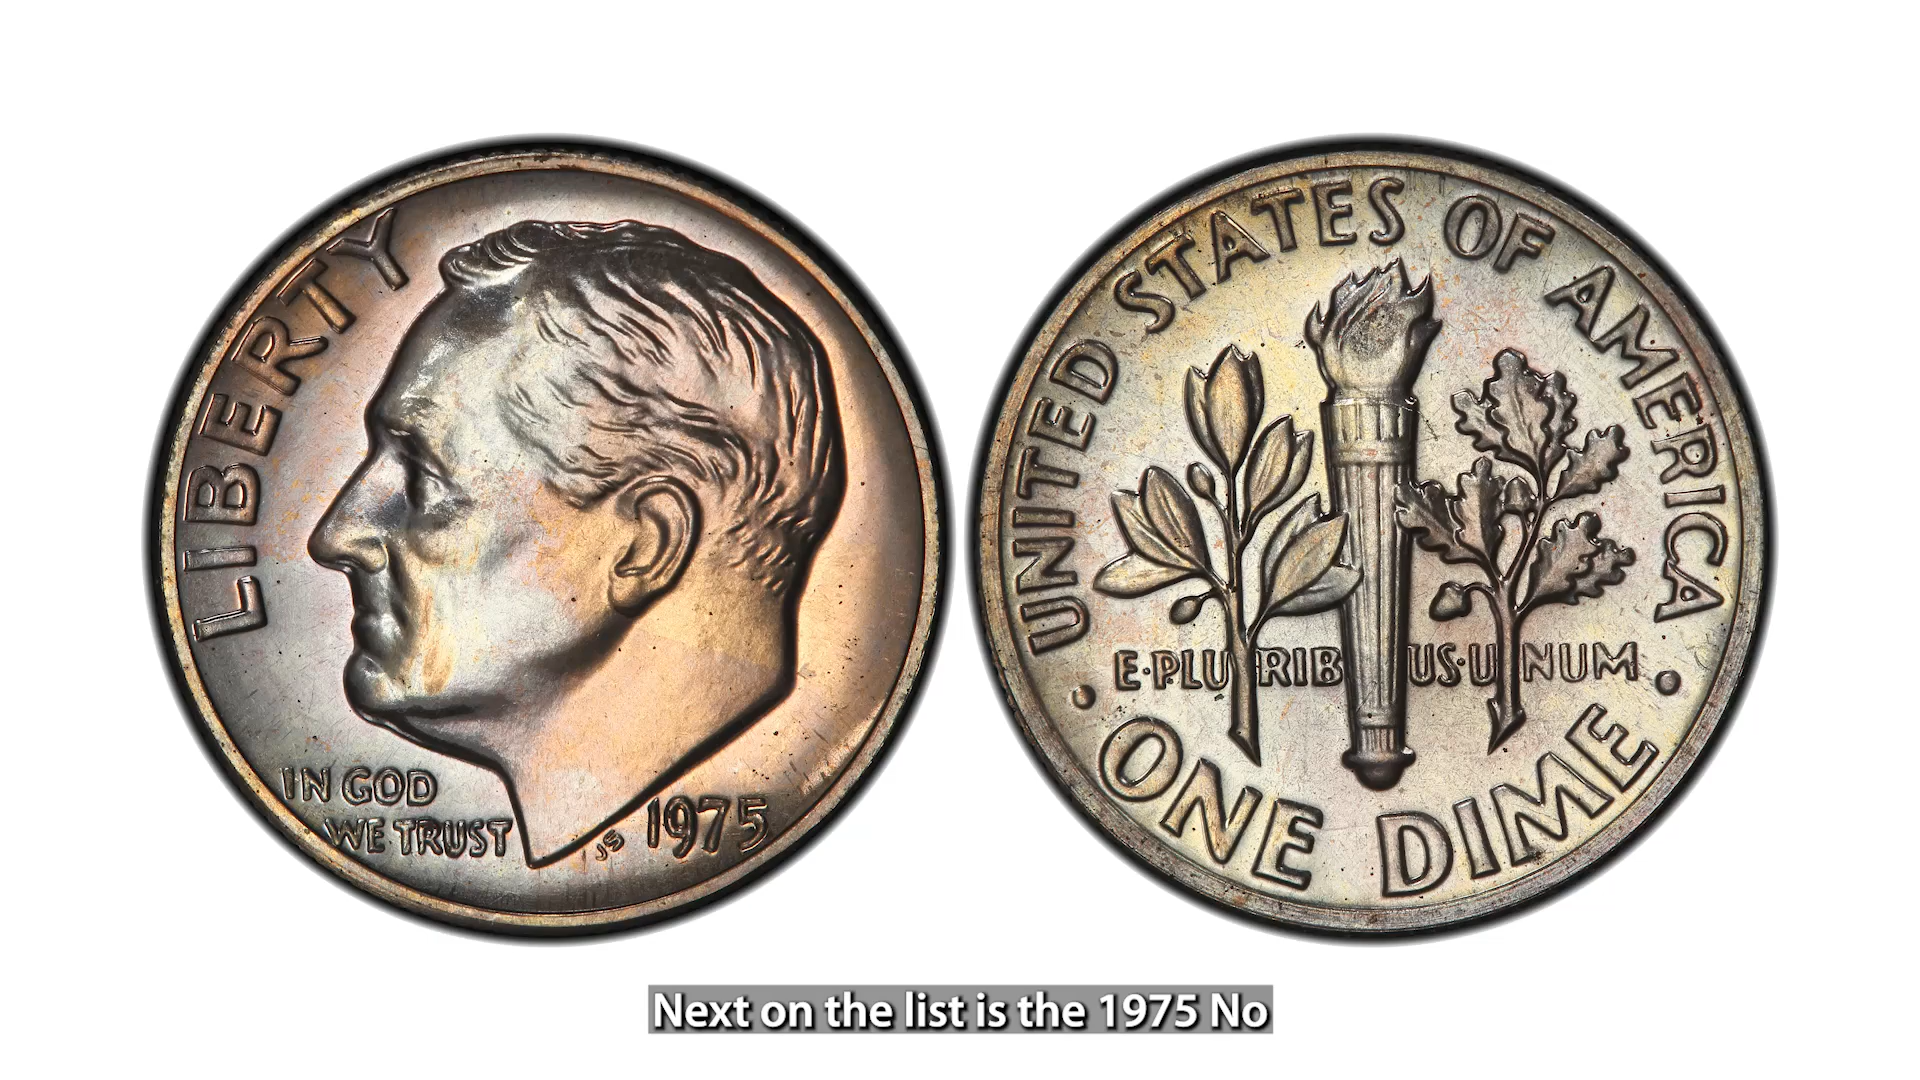 LIBERTY
IN GOD
WE TRUST
JS
1975
UNITED STATES OF AMERICA
E·PLURIBUS·UNUM
ONE DIME
Next on the list is the 1975 No